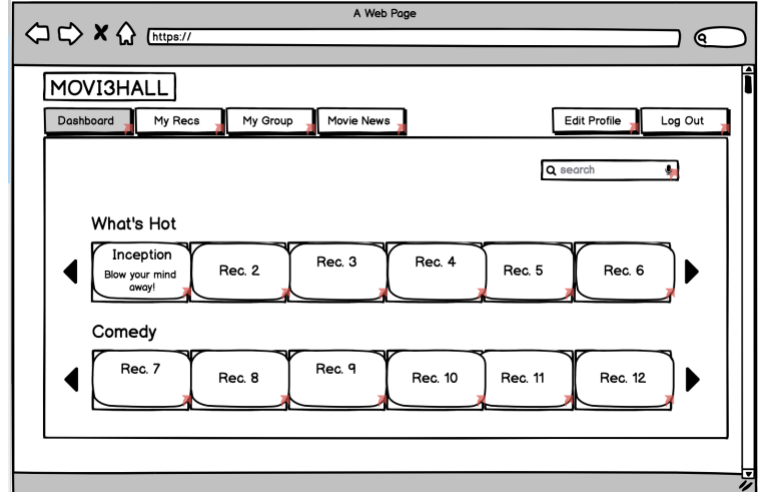 A Web Page
https://
MOVI3HALL
Dashboard My Recs My Group Movie News Edit Profile Log Out
search
What's Hot
Inception
Blow your mind
away!
Rec. 2 Rec. 3 Rec. 4 Rec. 5 Rec. 6
Comedy
Rec. 7 Rec. 8 Rec. 9 Rec. 10 Rec. 11 Rec. 12